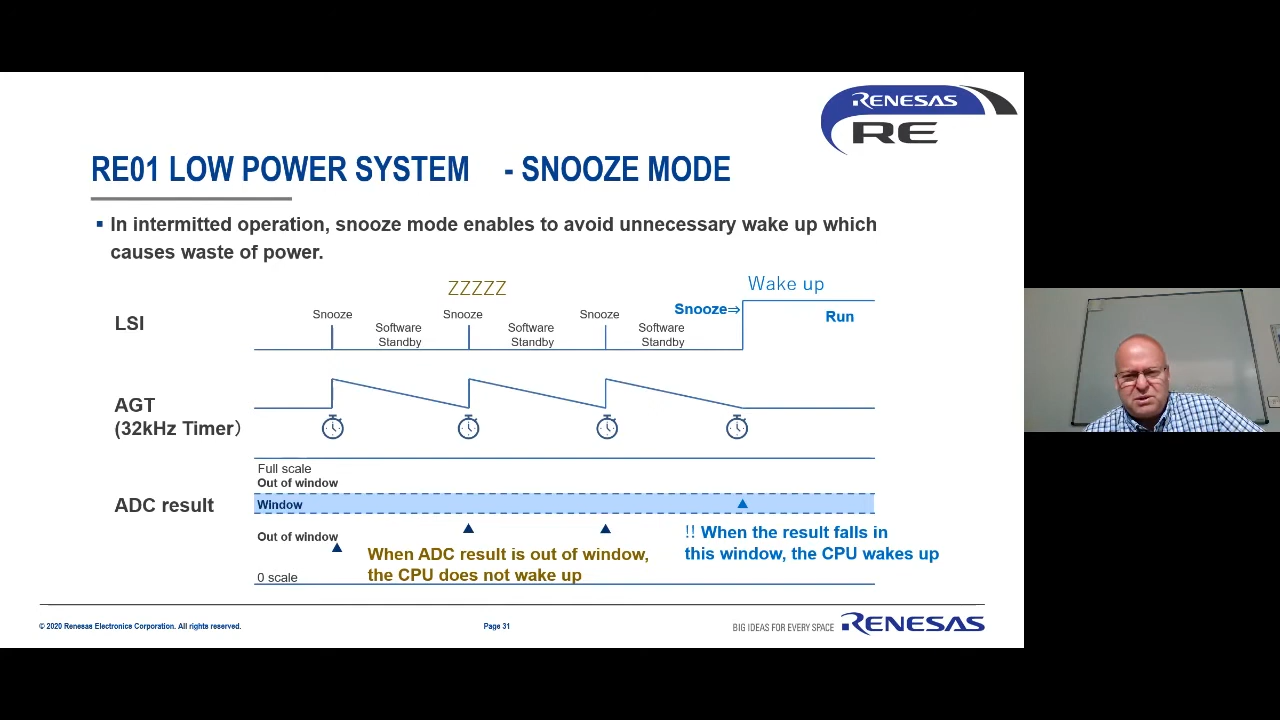 RENESAS
RE
RE01 LOW POWER SYSTEM - SNOOZE MODE
▪ In intermitted operation, snooze mode enables to avoid unnecessary wake up which
causes waste of power.
ZZZZZ
Wake up
LSI
Snooze
Snooze
Snooze
Snooze⇒
Run
Software
Standby
Software
Standby
Software
Standby
AGT
(32kHz Timer)
Full scale
Out of window
ADC result
Window
Out of window
0 scale
When ADC result is out of window,
the CPU does not wake up
!! When the result falls in
this window, the CPU wakes up
© 2020 Renesas Electronics Corporation. All rights reserved.
Page 31
BIG IDEAS FOR EVERY SPACE
RENESAS